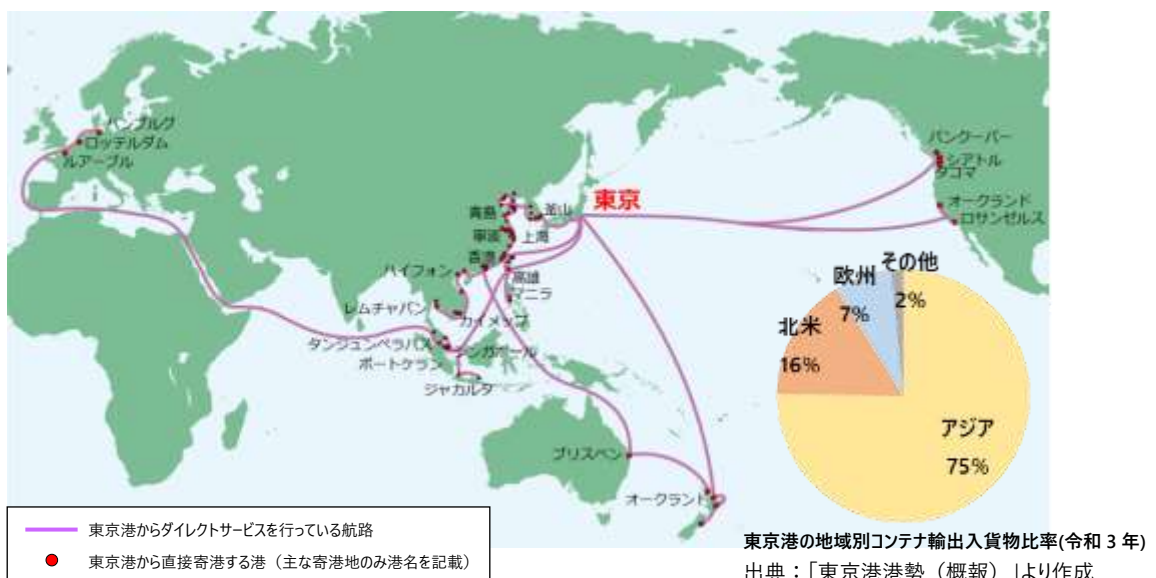 ハンブルグ
ロッテルダム
ルアーブル
バンクーバー
シアトル
タコマ
オークランド
ロサンゼルス
東京
青島
釜山
寧波
上海
香港
ハイフォン
高雄
マニラ
レムチャバン
カイメップ
タンジュンペラパス
シンガポール
ポートケラン
ジャカルタ
ブリスベン
オークランド
その他
2%
欧州
7%
北米
16%
アジア
75%
東京港からダイレクトサービスを行っている航路
東京港から直接寄港する港（主な寄港地のみ港名を記載）
東京港の地域別コンテナ輸出入貨物比率(令和 3 年)
出典：「東京港港勢（概報）」より作成